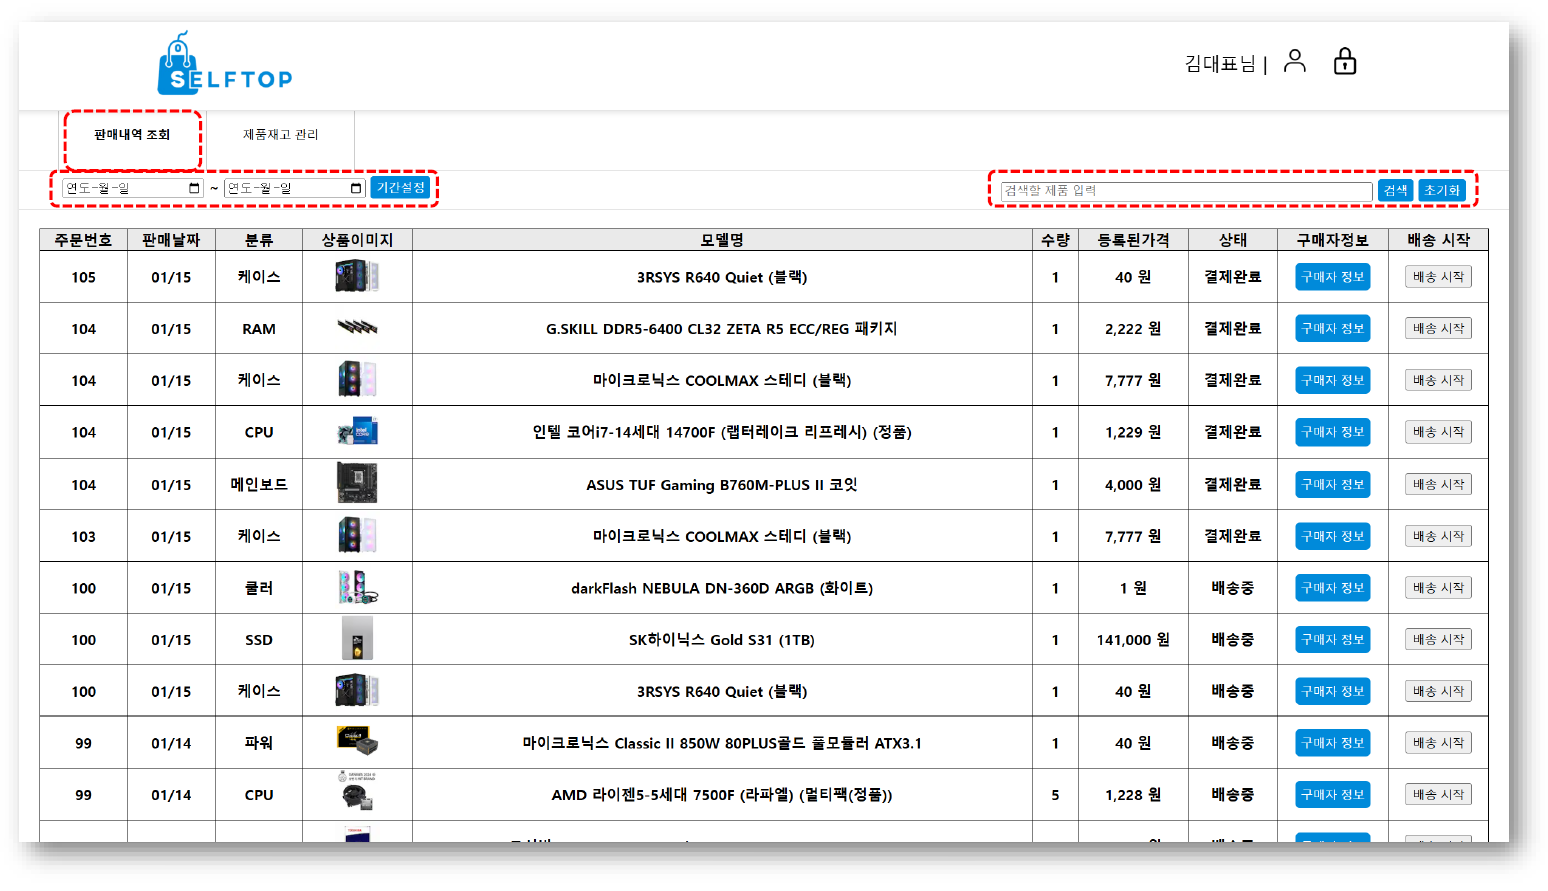 SELFTOP
김대표님 |
판매내역 조회 제품재고 관리
연도-월-일 ~ 연도-월-일 기간설정 검색할 제품 입력 검색 초기화
주문번호 판매날짜 분류 상품이미지 모델명 수량 등록된가격 상태 구매자정보 배송 시작
105 01/15 케이스 3RSYS R640 Quiet (블랙) 1 40 원 결제완료 구매자 정보 배송 시작
104 01/15 RAM G.SKILL DDR5-6400 CL32 ZETA R5 ECC/REG 패키지 1 2,222 원 결제완료 구매자 정보 배송 시작
104 01/15 케이스 마이크로닉스 COOLMAX 스테디 (블랙) 1 7,777 원 결제완료 구매자 정보 배송 시작
104 01/15 CPU 인텔 코어i7-14세대 14700F (랩터레이크 리프레시) (정품) 1 1,229 원 결제완료 구매자 정보 배송 시작
104 01/15 메인보드 ASUS TUF Gaming B760M-PLUS II 코잇 1 4,000 원 결제완료 구매자 정보 배송 시작
103 01/15 케이스 마이크로닉스 COOLMAX 스테디 (블랙) 1 7,777 원 결제완료 구매자 정보 배송 시작
100 01/15 쿨러 darkFlash NEBULA DN-360D ARGB (화이트) 1 1 원 배송중 구매자 정보 배송 시작
100 01/15 SSD SK하이닉스 Gold S31 (1TB) 1 141,000 원 배송중 구매자 정보 배송 시작
100 01/15 케이스 3RSYS R640 Quiet (블랙) 1 40 원 배송중 구매자 정보 배송 시작
99 01/14 파워 마이크로닉스 Classic II 850W 80PLUS골드 풀모듈러 ATX3.1 1 40 원 배송중 구매자 정보 배송 시작
99 01/14 CPU AMD 라이젠5-5세대 7500F (라파엘) (멀티팩(정품)) 5 1,228 원 배송중 구매자 정보 배송 시작